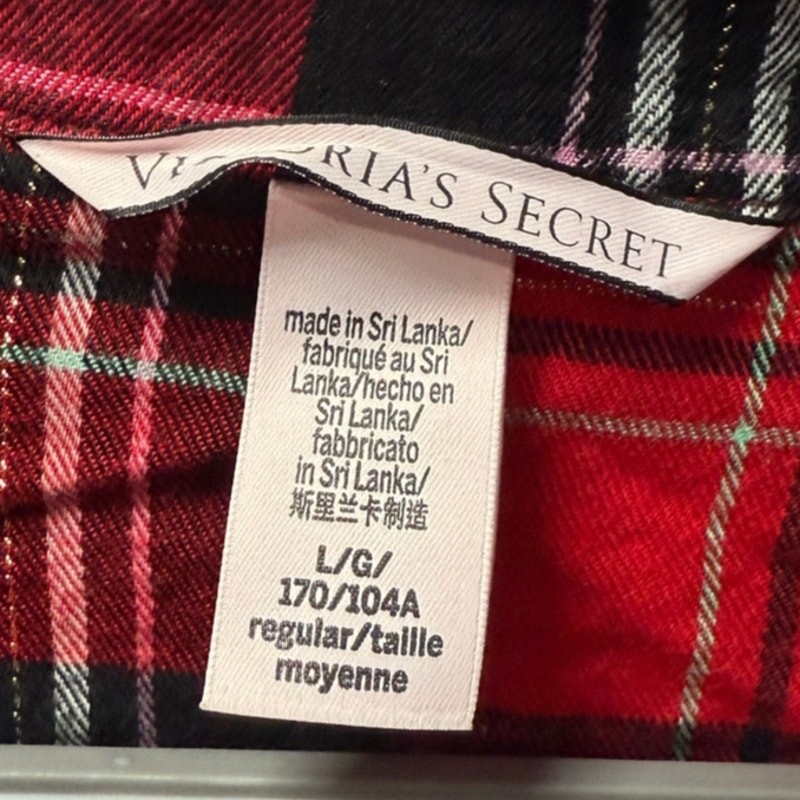 VICTORIA'S SECRET
made in Sri Lanka/
fabriqué au Sri
Lanka/hecho en
Sri Lanka/
fabbricato
in Sri Lanka/
斯里兰卡制造
L/G/
170/104A
regular/taille
moyenne